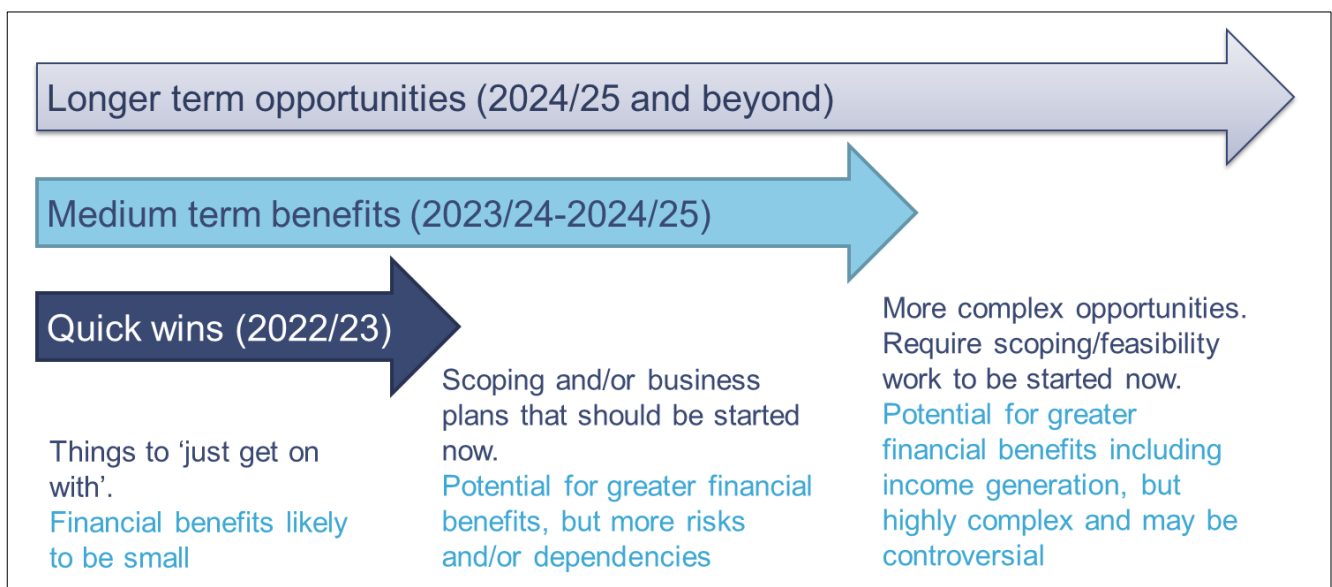 Longer term opportunities (2024/25 and beyond)
Medium term benefits (2023/24-2024/25)
Quick wins (2022/23)
Things to ‘just get on
with’.
Financial benefits likely
to be small
Scoping and/or business
plans that should be started
now.
Potential for greater financial
benefits, but more risks
and/or dependencies
More complex opportunities.
Require scoping/feasibility
work to be started now.
Potential for greater
financial benefits including
income generation, but
highly complex and may be
controversial